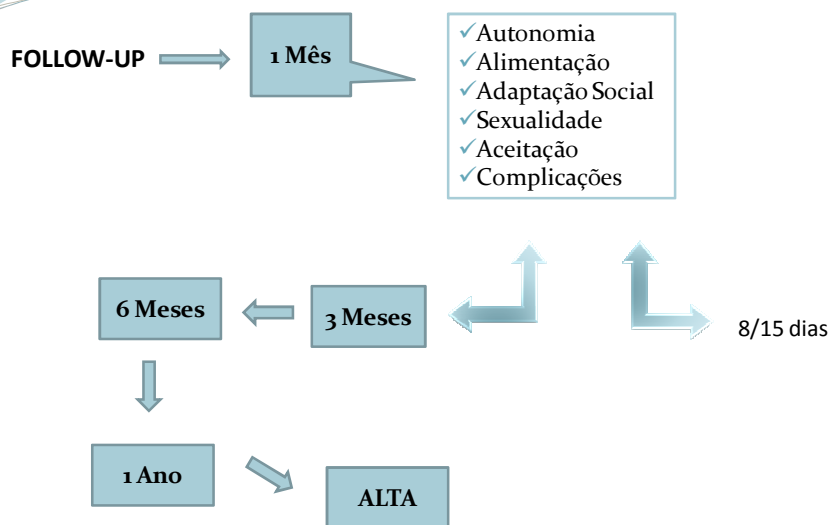 FOLLOW-UP
1 Mês
Autonomia
Alimentação
Adaptação Social
Sexualidade
Aceitação
Complicações
6 Meses
3 Meses
8/15 dias
1 Ano
ALTA